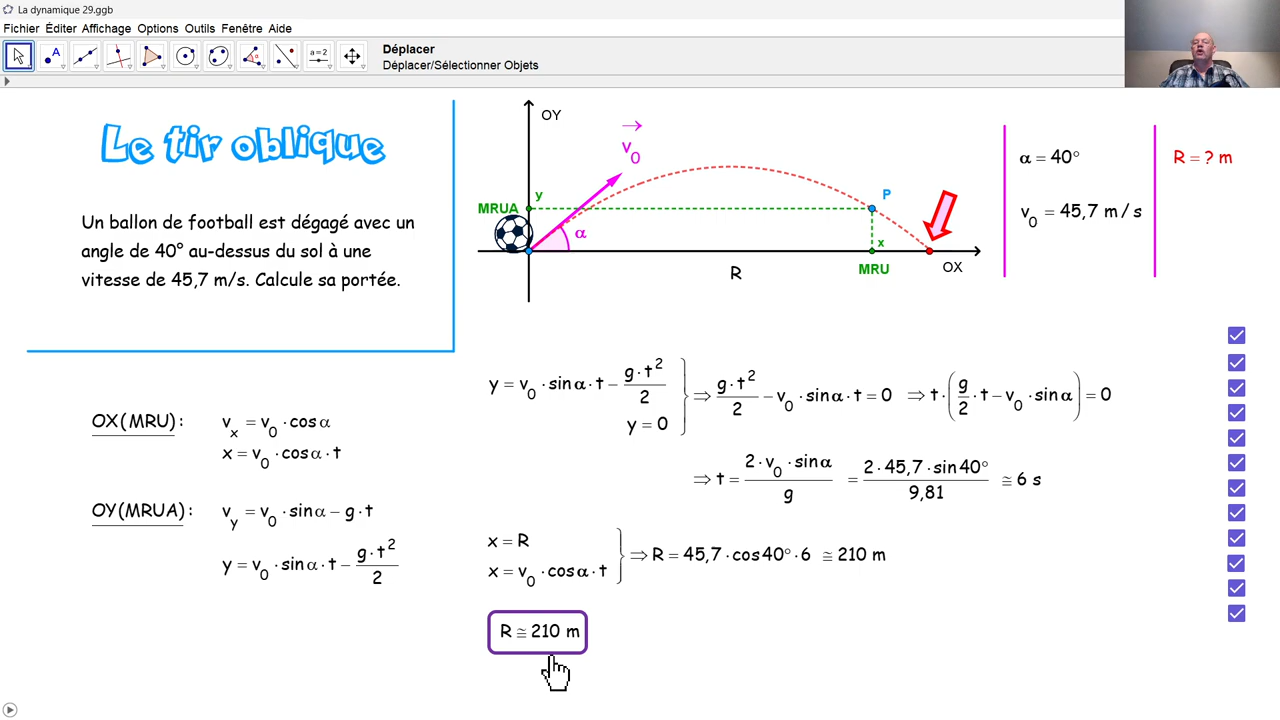 La dynamique 29.ggb
Fichier Éditer Affichage Options Outils Fenêtre Aide
A
a=2
Déplacer
Déplacer/Sélectionner Objets
Le tir oblique
Un ballon de football est dégagé avec un
angle de 40° au-dessus du sol à une
vitesse de 45,7 m/s. Calcule sa portée.
OY
v₀
y
MRUA
α
P
x
MRU
OX
R
α = 40°
v₀ = 45,7 m / s
R = ? m
OX(MRU): vₓ = v₀ · cosα
x = v₀ · cosα · t
OY(MRUA): v_y = v₀ · sinα − g · t
y = v₀ · sinα · t − g · t² / 2
y = v₀ · sinα · t − g · t² / 2
y = 0
⇒ g · t² / 2 − v₀ · sinα · t = 0 ⇒ t · (g / 2 · t − v₀ · sinα) = 0
⇒ t = 2 · v₀ · sinα / g = 2 · 45,7 · sin40° / 9,81 ≅ 6 s
x = R
x = v₀ · cosα · t
⇒ R = 45,7 · cos40° · 6 ≅ 210 m
R ≅ 210 m